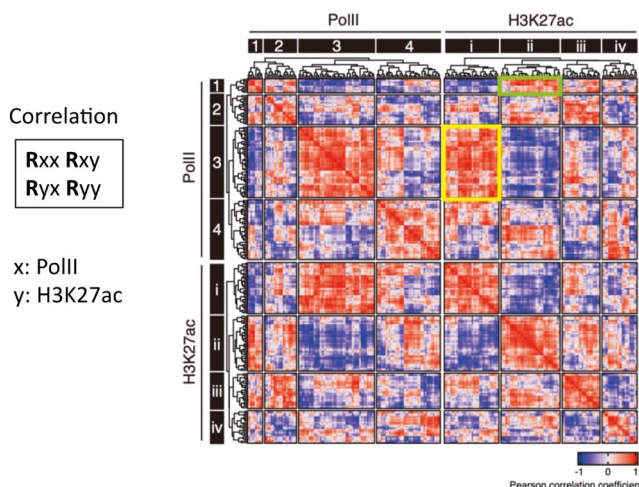 PolII H3K27ac
1 2 3 4 i ii iii iv
Correlation
Rxx Rxy
Ryx Ryy
x: PolII
y: H3K27ac
PolII
1
2
3
4
H3K27ac
i
ii
iii
iv
-1 0 1
Pearson correlation coefficien